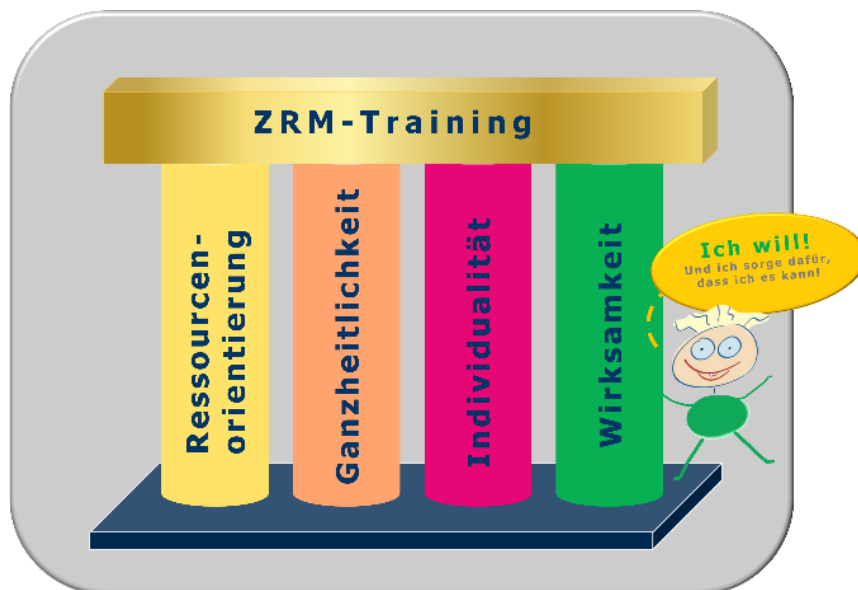 ZRM-Training
Ressourcen-
orientierung
Ganzheitlichkeit
Individualität
Wirksamkeit
Ich will!
Und ich sorge dafür,
dass ich es kann!